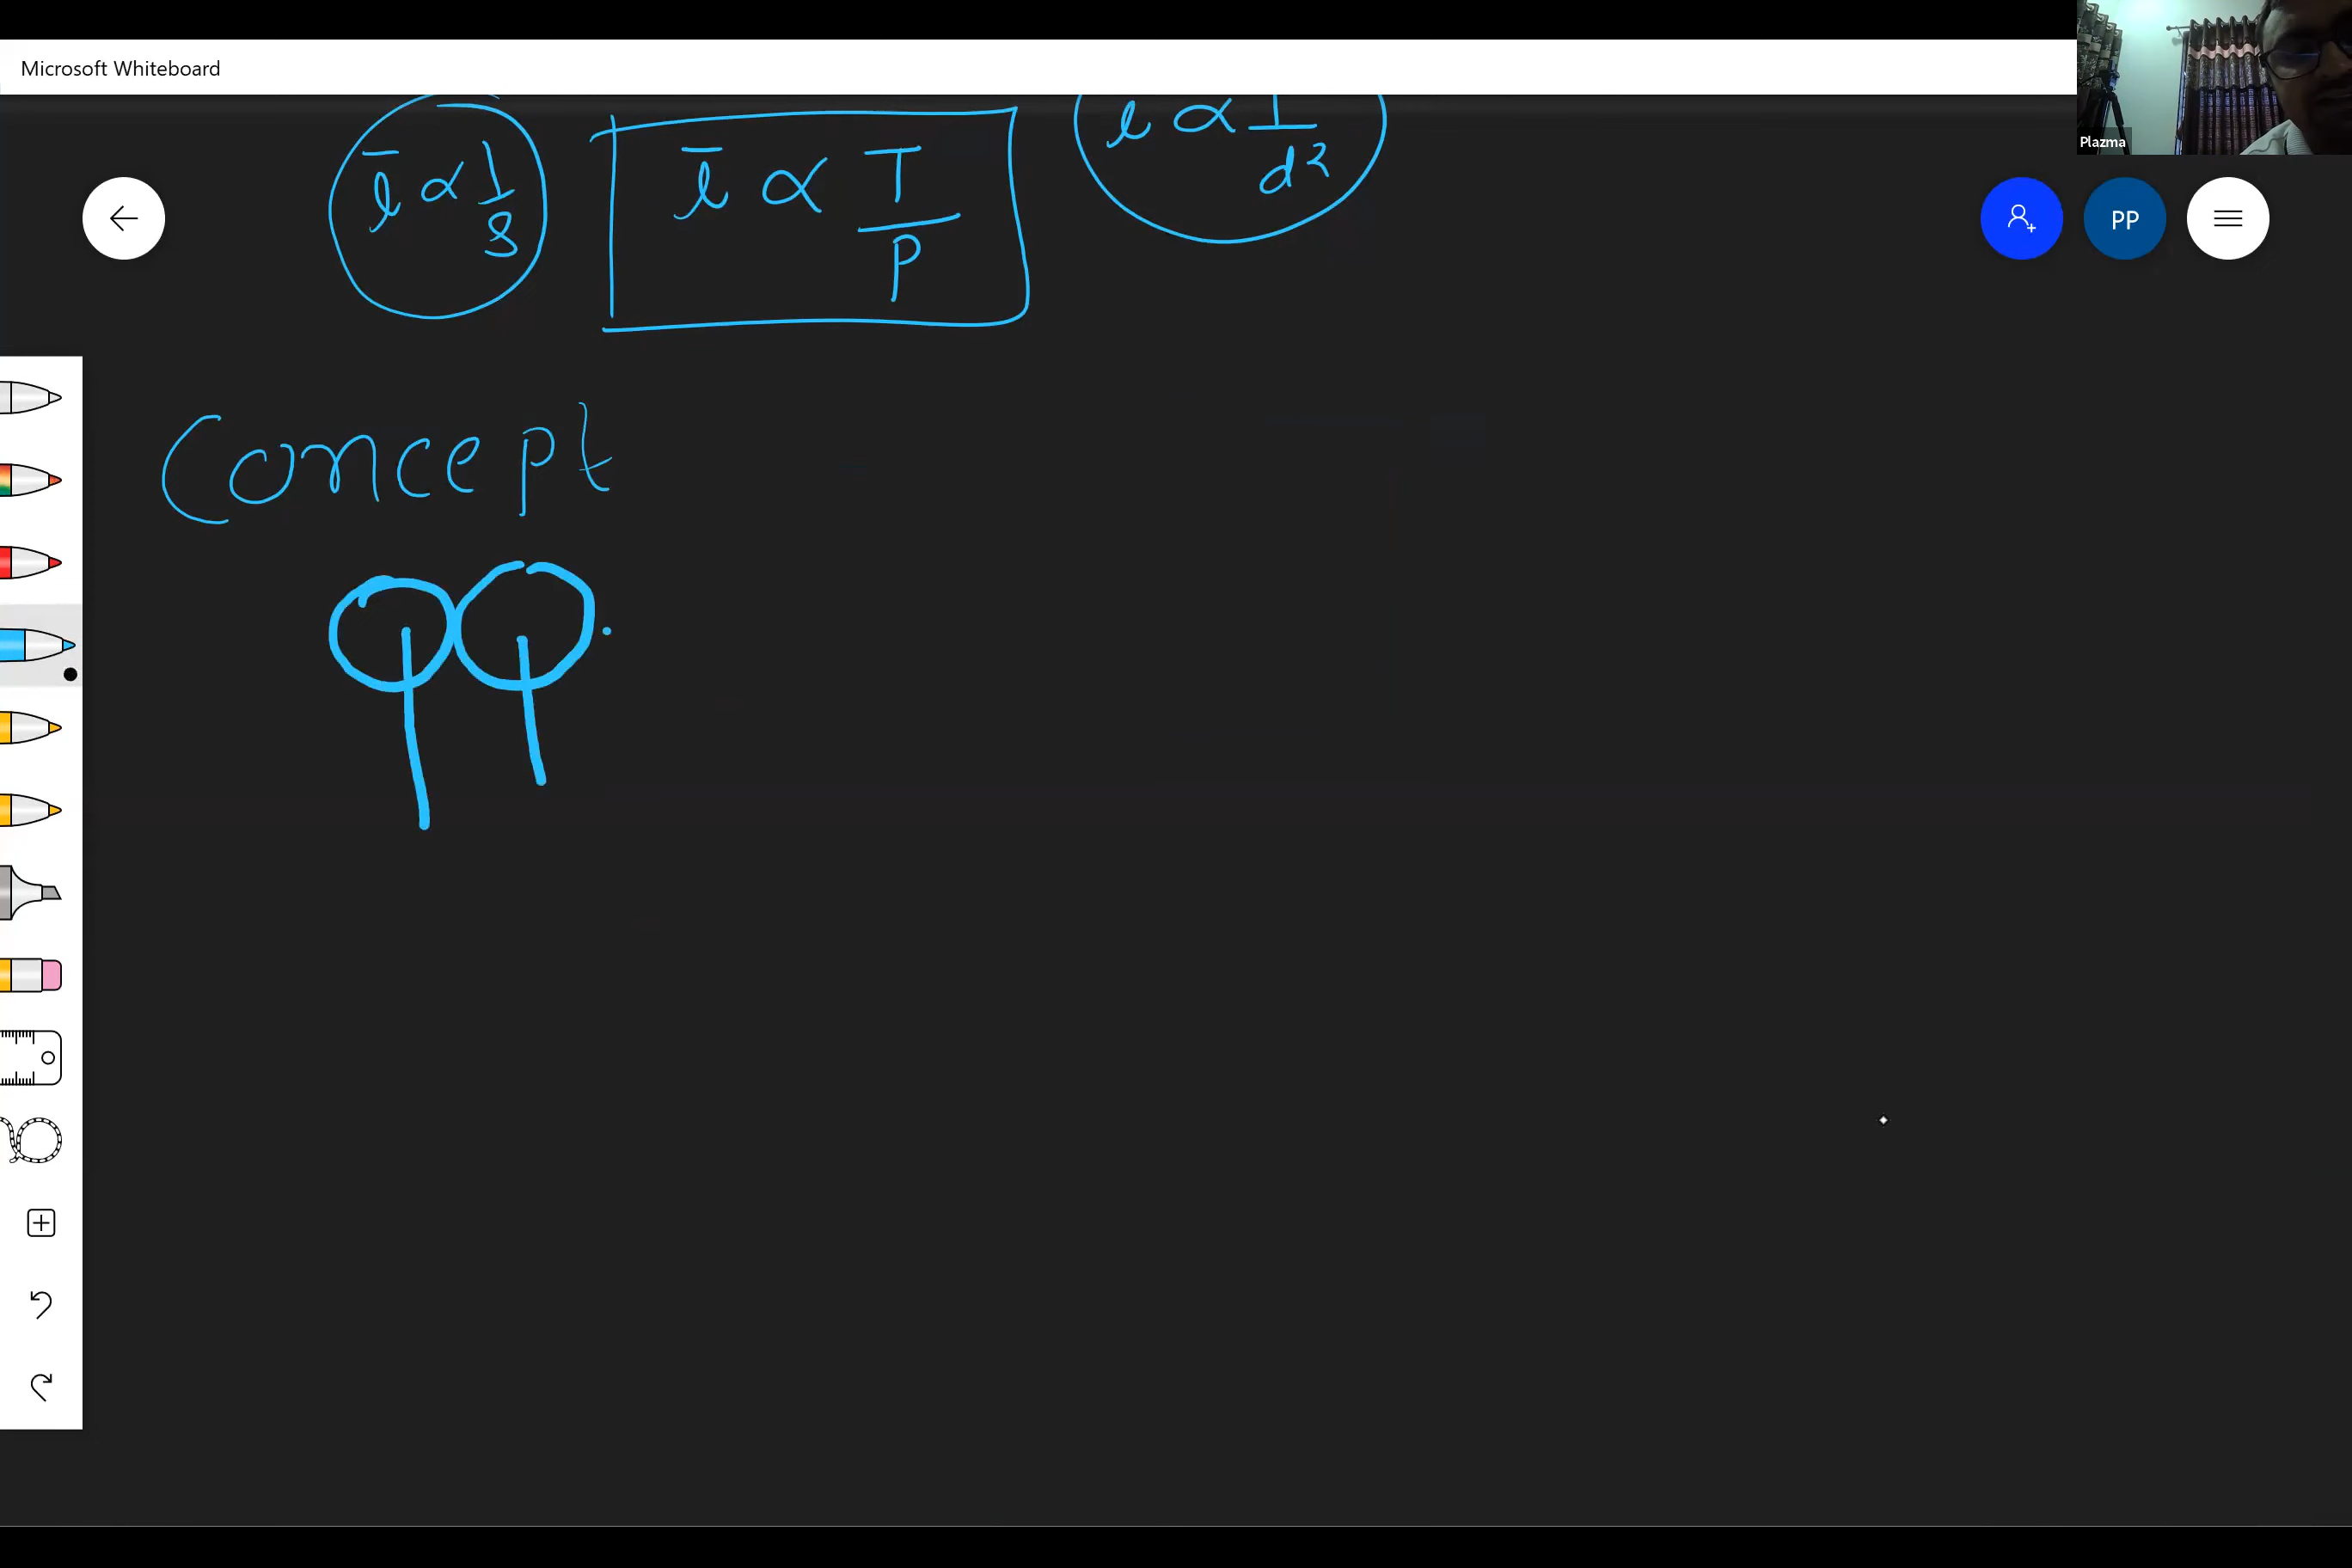 Microsoft Whiteboard
Plazma
l̄ ∝ 1/ρ
l̄ ∝ T/P
l ∝ 1/d²
PP
Concept